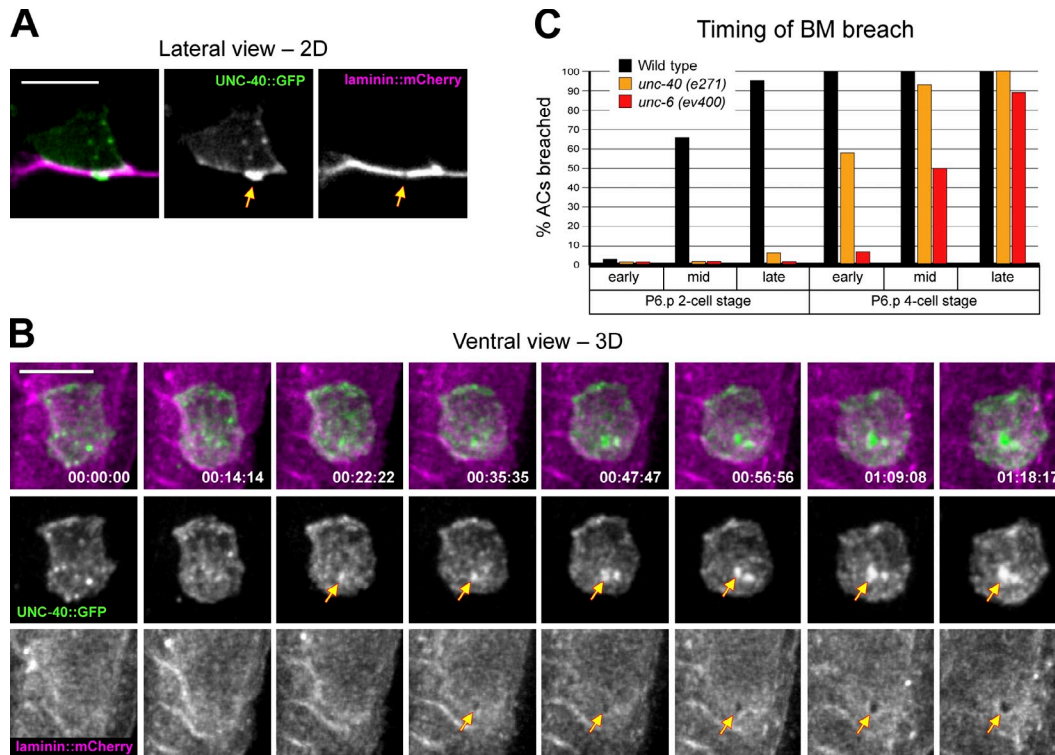 A
Lateral view – 2D
UNC-40::GFP
laminin::mCherry
C
Timing of BM breach
Wild type
unc-40 (e271)
unc-6 (ev400)
% ACs breached
100
90
80
70
60
50
40
30
20
10
0
early mid late early mid late
P6.p 2-cell stage P6.p 4-cell stage
B
Ventral view – 3D
00:00:00 00:14:14 00:22:22 00:35:35 00:47:47 00:56:56 01:09:08 01:18:17
UNC-40::GFP
laminin::mCherry